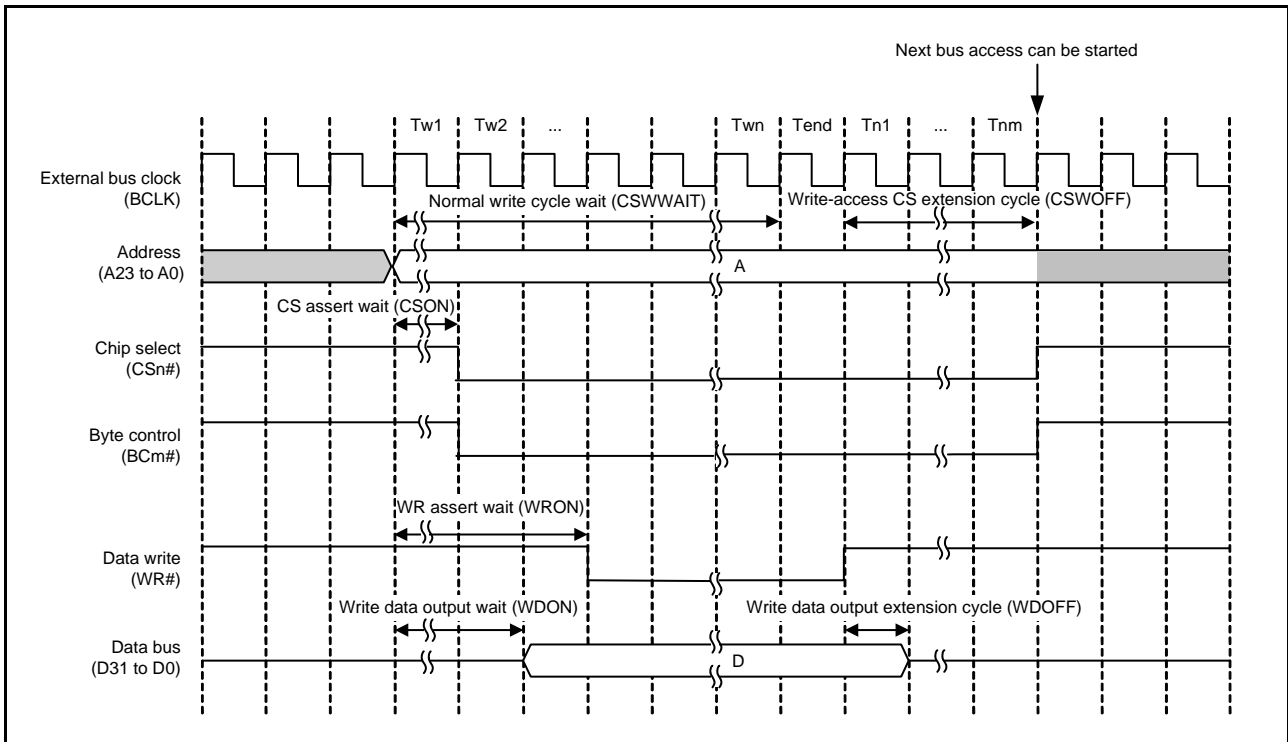 Next bus access can be started
Tw1 Tw2 ... Twn Tend Tn1 ... Tnm
External bus clock
(BCLK)
Normal write cycle wait (CSWWAIT)
Write-access CS extension cycle (CSWOFF)
Address
(A23 to A0)
A
CS assert wait (CSON)
Chip select
(CSn#)
Byte control
(BCm#)
WR assert wait (WRON)
Data write
(WR#)
Write data output wait (WDON)
Write data output extension cycle (WDOFF)
Data bus
(D31 to D0)
D